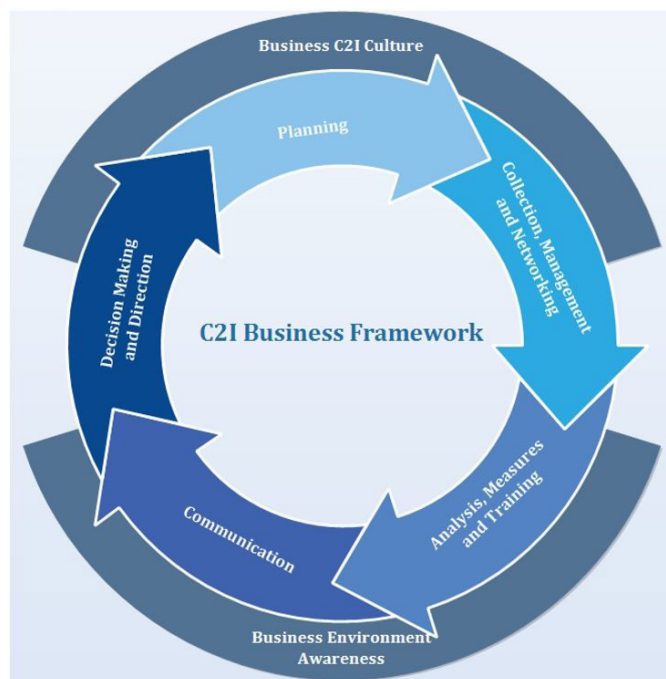 Business C2I Culture
Planning
Collection, Management
and Networking
C2I Business Framework
Decision Making
and Direction
Analysis, Measures
and Training
Communication
Business Environment
Awareness